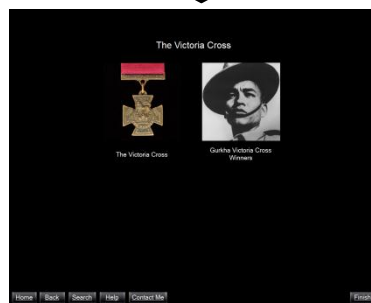 The Victoria Cross
The Victoria Cross
Gurkha Victoria Cross
Winners
Home Back Search Help Contact Me Finish